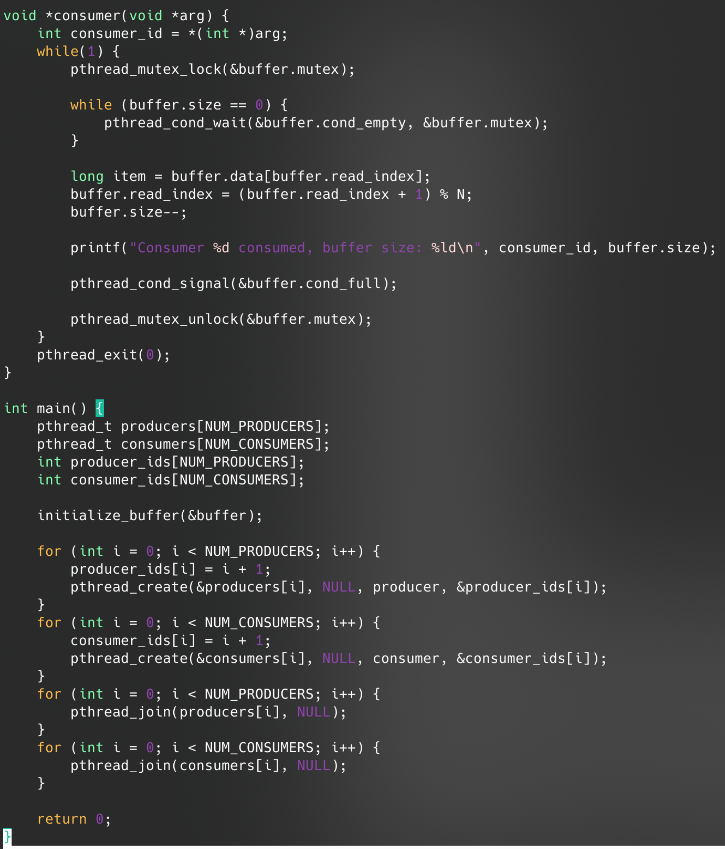 void *consumer(void *arg) {
    int consumer_id = *(int *)arg;
    while(1) {
        pthread_mutex_lock(&buffer.mutex);

        while (buffer.size == 0) {
            pthread_cond_wait(&buffer.cond_empty, &buffer.mutex);
        }

        long item = buffer.data[buffer.read_index];
        buffer.read_index = (buffer.read_index + 1) % N;
        buffer.size--;

        printf("Consumer %d consumed, buffer size: %ld\n", consumer_id, buffer.size);

        pthread_cond_signal(&buffer.cond_full);

        pthread_mutex_unlock(&buffer.mutex);
    }
    pthread_exit(0);
}

int main() {
    pthread_t producers[NUM_PRODUCERS];
    pthread_t consumers[NUM_CONSUMERS];
    int producer_ids[NUM_PRODUCERS];
    int consumer_ids[NUM_CONSUMERS];

    initialize_buffer(&buffer);

    for (int i = 0; i < NUM_PRODUCERS; i++) {
        producer_ids[i] = i + 1;
        pthread_create(&producers[i], NULL, producer, &producer_ids[i]);
    }
    for (int i = 0; i < NUM_CONSUMERS; i++) {
        consumer_ids[i] = i + 1;
        pthread_create(&consumers[i], NULL, consumer, &consumer_ids[i]);
    }
    for (int i = 0; i < NUM_PRODUCERS; i++) {
        pthread_join(producers[i], NULL);
    }
    for (int i = 0; i < NUM_CONSUMERS; i++) {
        pthread_join(consumers[i], NULL);
    }

    return 0;
}